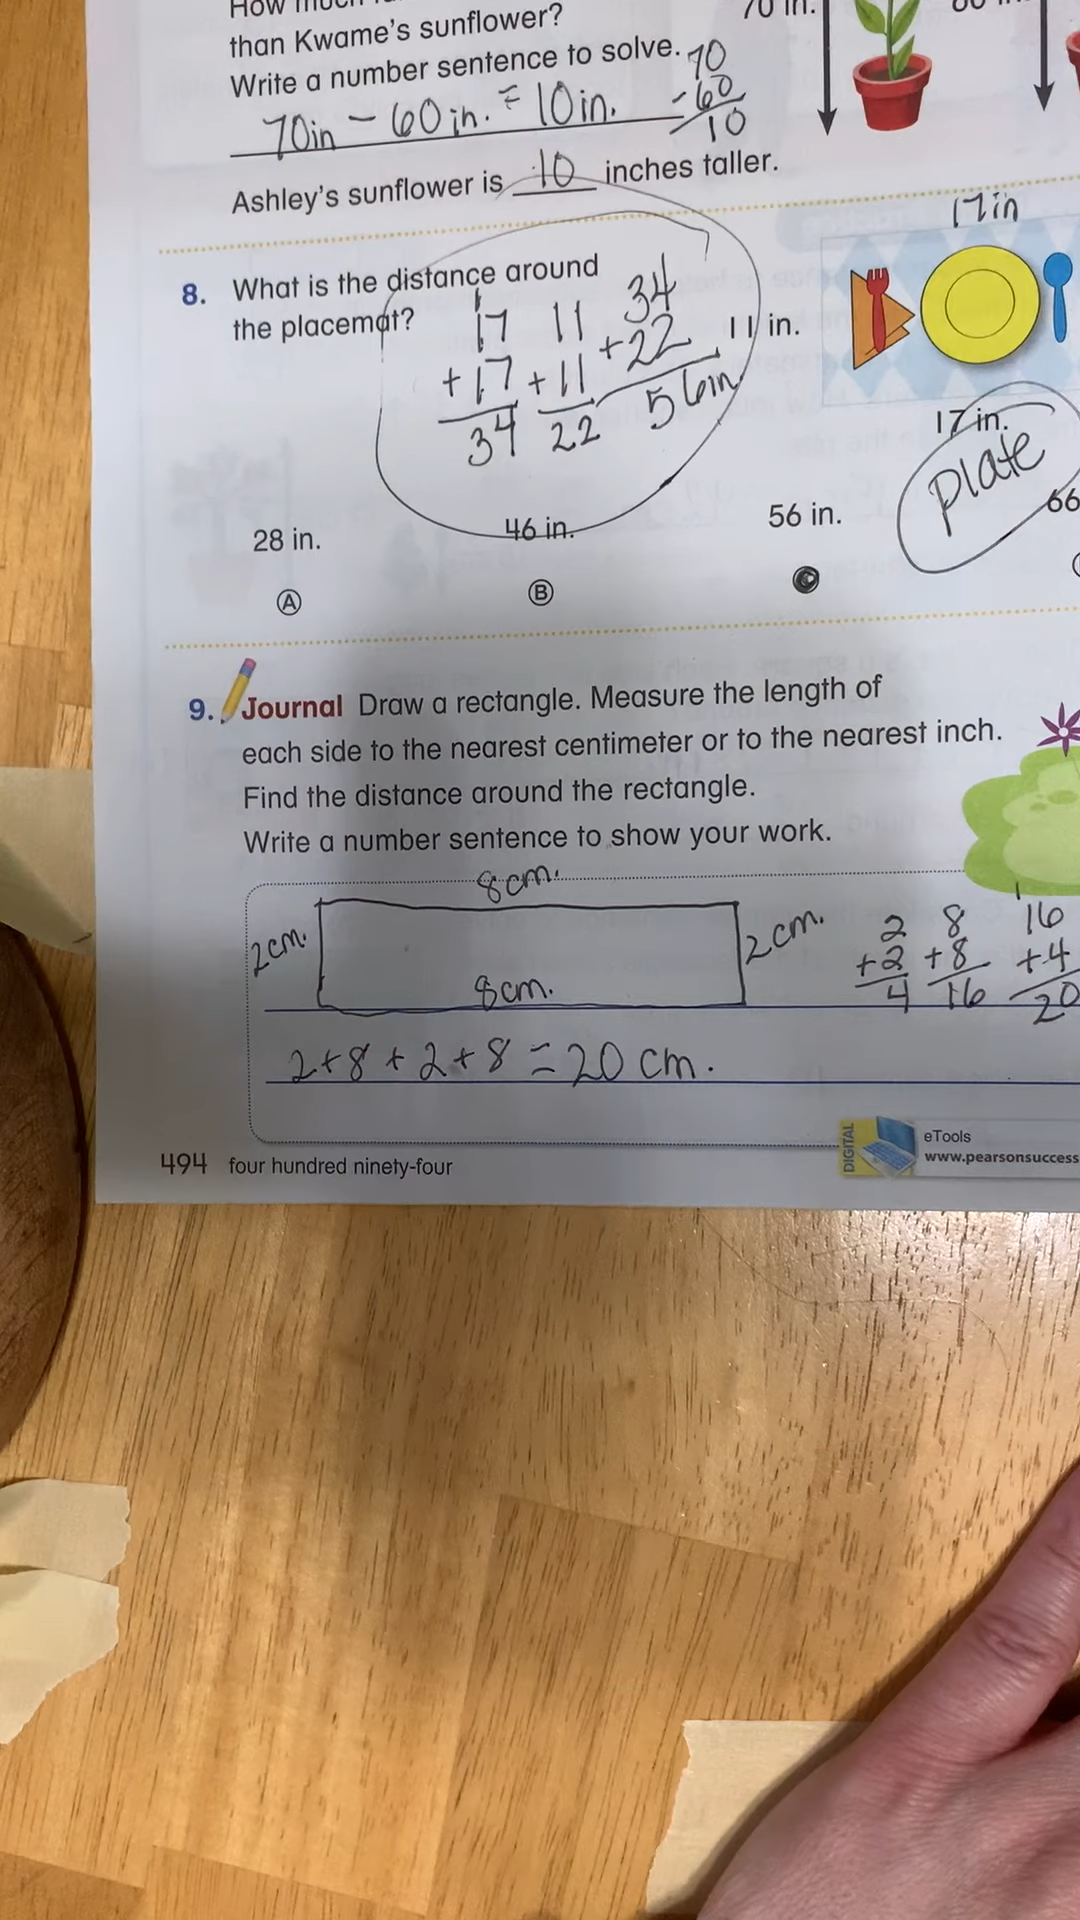 than Kwame's sunflower?
70 in.
Write a number sentence to solve.
70
-60
10
70in - 60in. = 10in.
Ashley's sunflower is 10 inches taller.
17in
8. What is the distance around
the placemat?
1
17 11 34
+17 +11 +22
34 22 56in
11 in.
17 in.
plate
28 in. 46 in. 56 in. 66
A B
9. Journal Draw a rectangle. Measure the length of
each side to the nearest centimeter or to the nearest inch.
Find the distance around the rectangle.
Write a number sentence to show your work.
8cm.
2cm. 2cm.
8cm.
1
2 8 16
+2 +8 +4
4 16 20
2+8+2+8=20 cm.
494 four hundred ninety-four
DIGITAL
eTools
www.pearsonsuccess